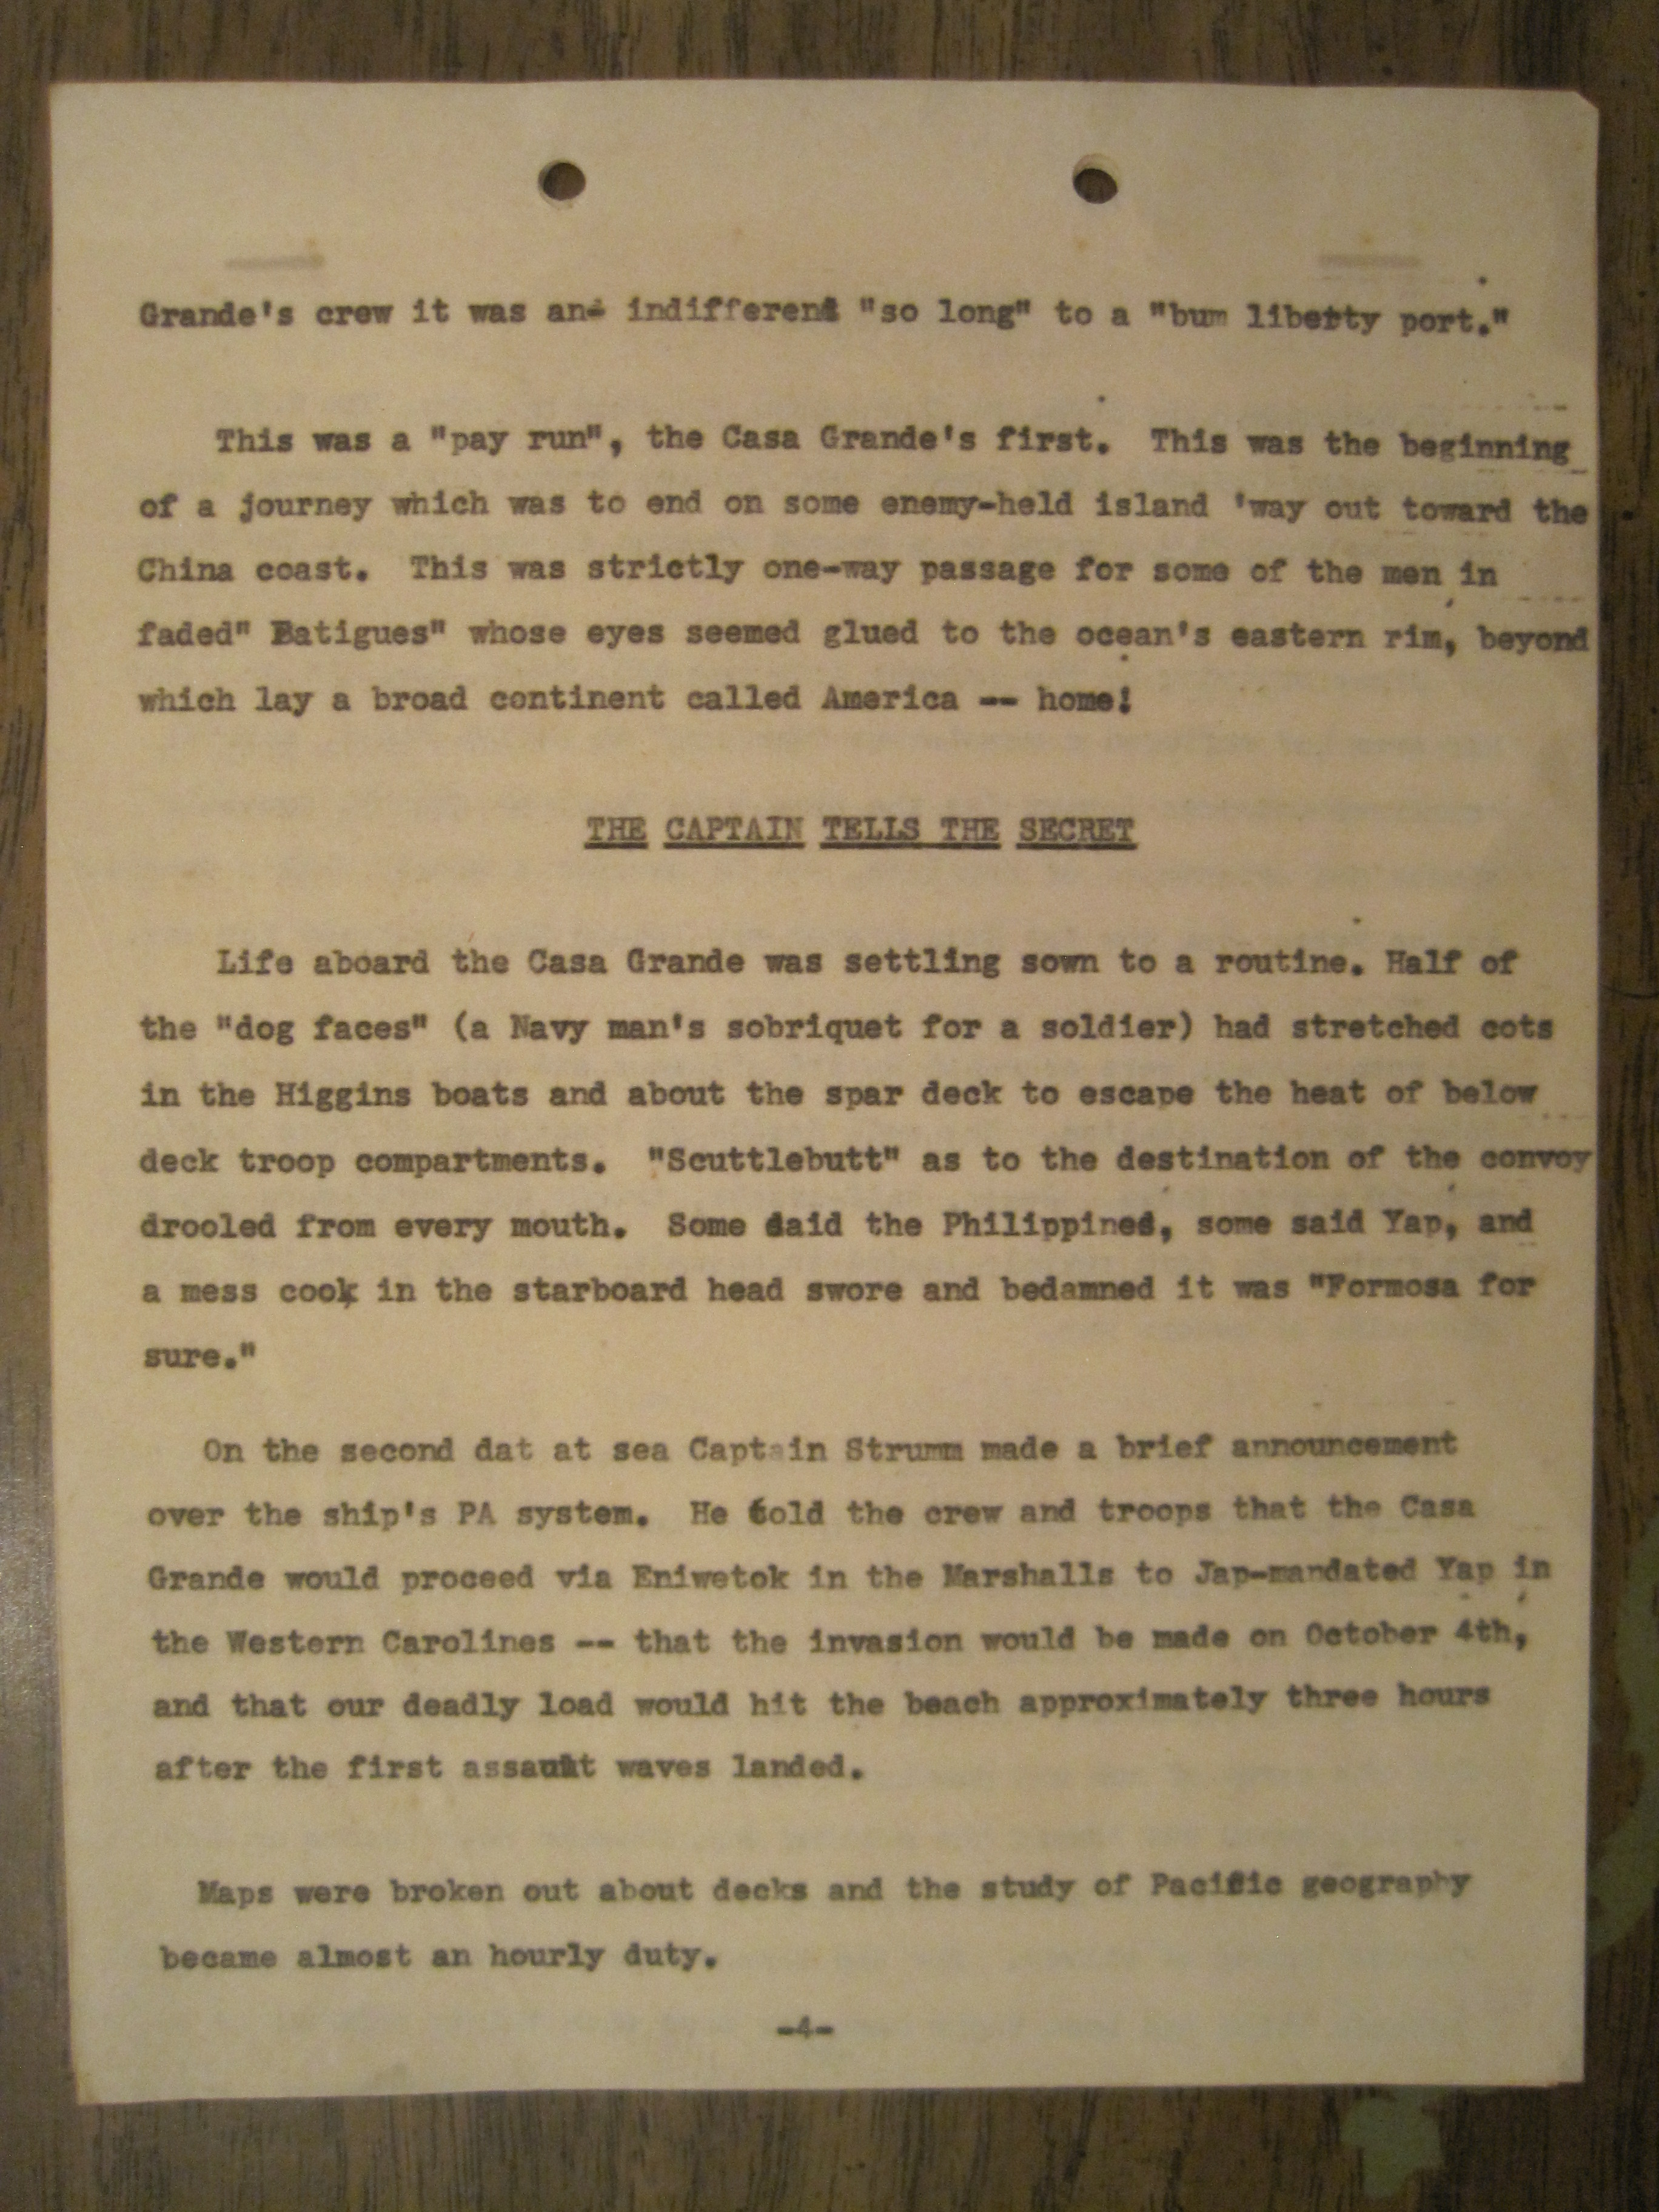 Grande's crew it was an indifferent "so long" to a "bum liberty port."
This was a "pay run", the Casa Grande's first. This was the beginning
of a journey which was to end on some enemy-held island 'way out toward the
China coast. This was strictly one-way passage for some of the men in
faded" Fatigues" whose eyes seemed glued to the ocean's eastern rim, beyond
which lay a broad continent called America -- home!
THE CAPTAIN TELLS THE SECRET
Life aboard the Casa Grande was settling sown to a routine. Half of
the "dog faces" (a Navy man's sobriquet for a soldier) had stretched cots
in the Higgins boats and about the spar deck to escape the heat of below
deck troop compartments. "Scuttlebutt" as to the destination of the convoy
drooled from every mouth. Some said the Philippines, some said Yap, and
a mess cook in the starboard head swore and bedamned it was "Formosa for
sure."
On the second dat at sea Captain Strumm made a brief announcement
over the ship's PA system. He told the crew and troops that the Casa
Grande would proceed via Eniwetok in the Marshalls to Jap-mandated Yap in
the Western Carolines -- that the invasion would be made on October 4th,
and that our deadly load would hit the beach approximately three hours
after the first assault waves landed.
Maps were broken out about decks and the study of Pacific geography
became almost an hourly duty.
-4-